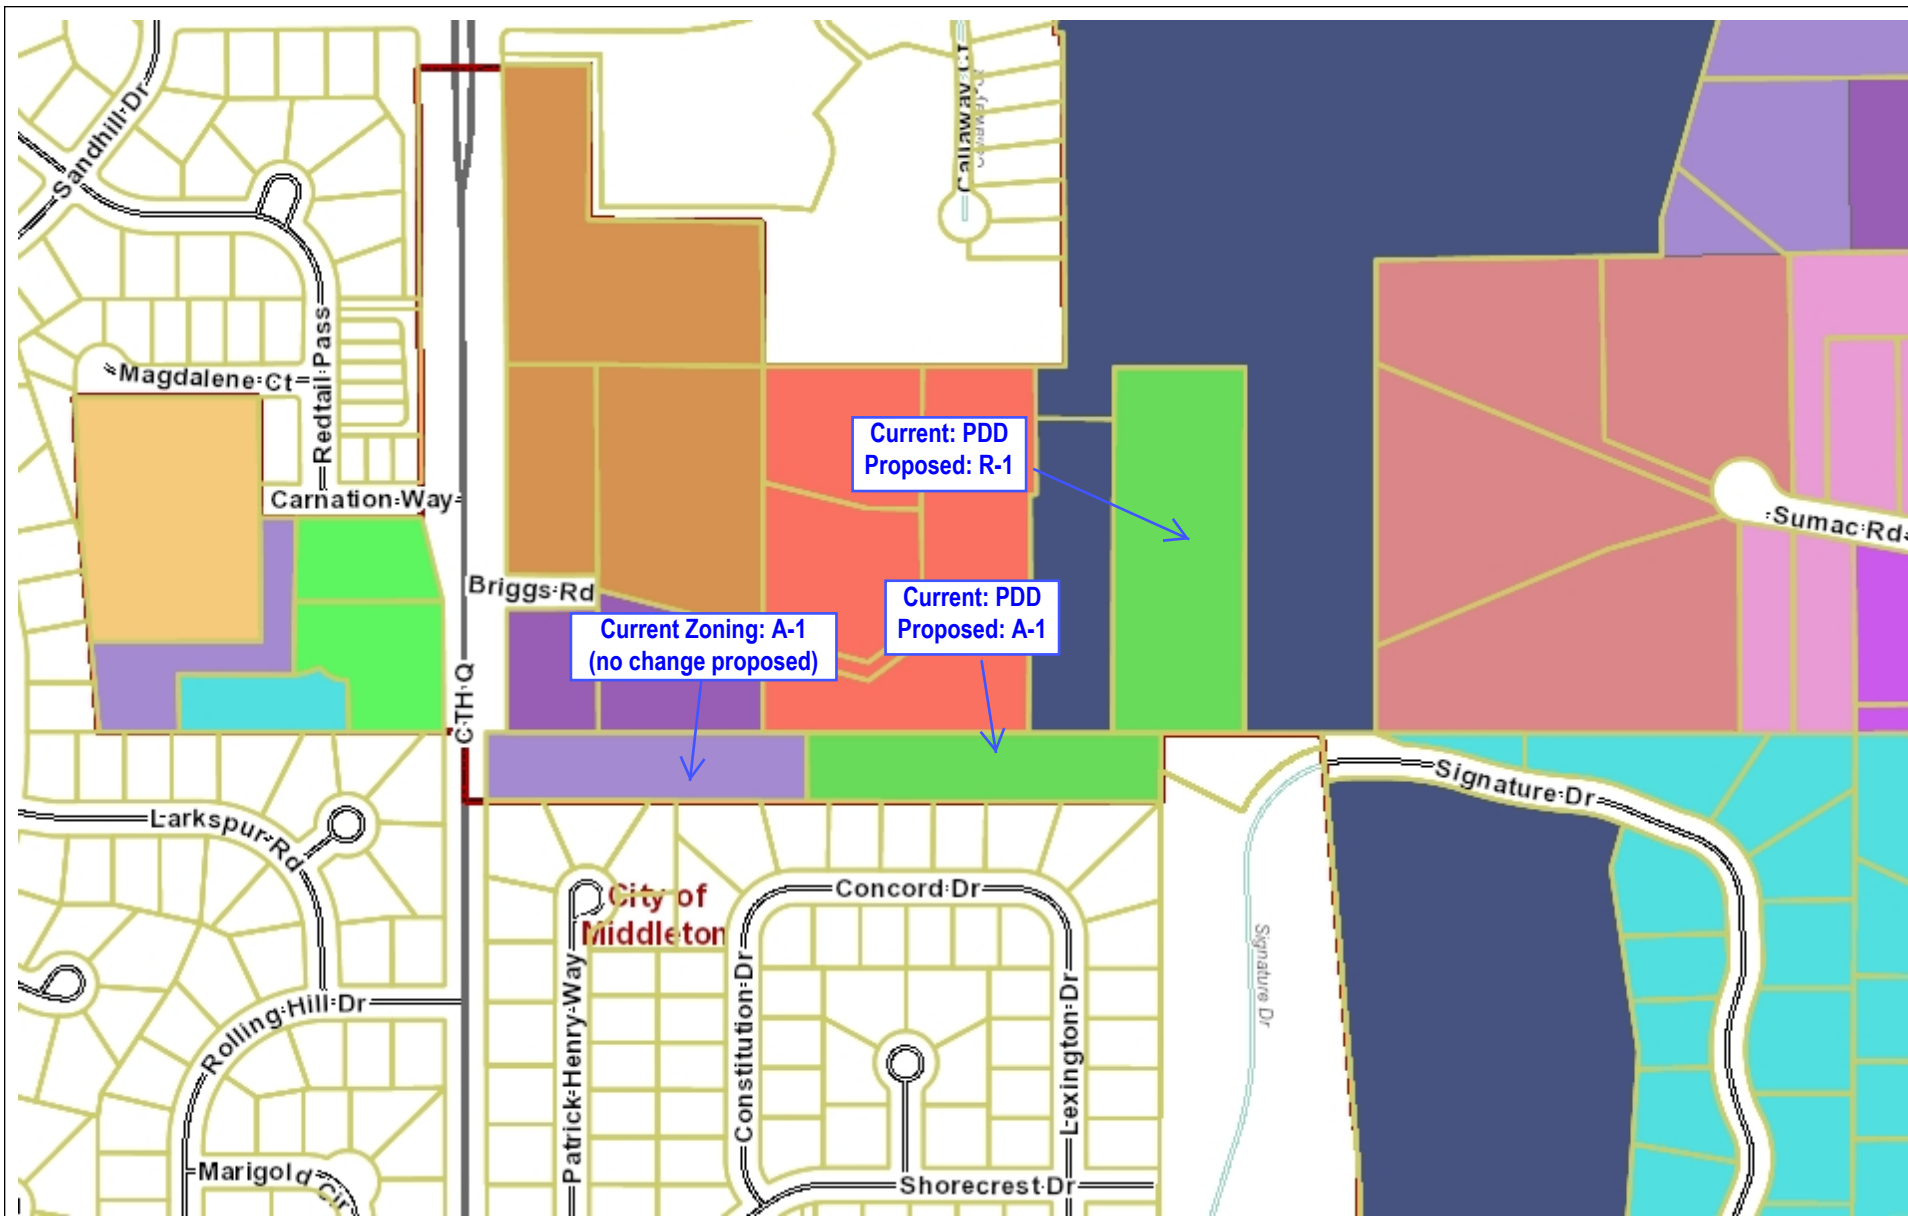 Sandhill Dr
Callaway Ct
Redtail Pass
Magdalene Ct
Carnation Way
Current: PDD
Proposed: R-1
Sumac Rd
Briggs Rd
Current: PDD
Proposed: A-1
Current Zoning: A-1
(no change proposed)
CTH Q
Signature Dr
Larkspur Rd
Concord Dr
City of
Middleton
Patrick Henry Way
Constitution Dr
Lexington Dr
Signature Dr
Rolling Hill Dr
Marigold Cir
Shorecrest Dr